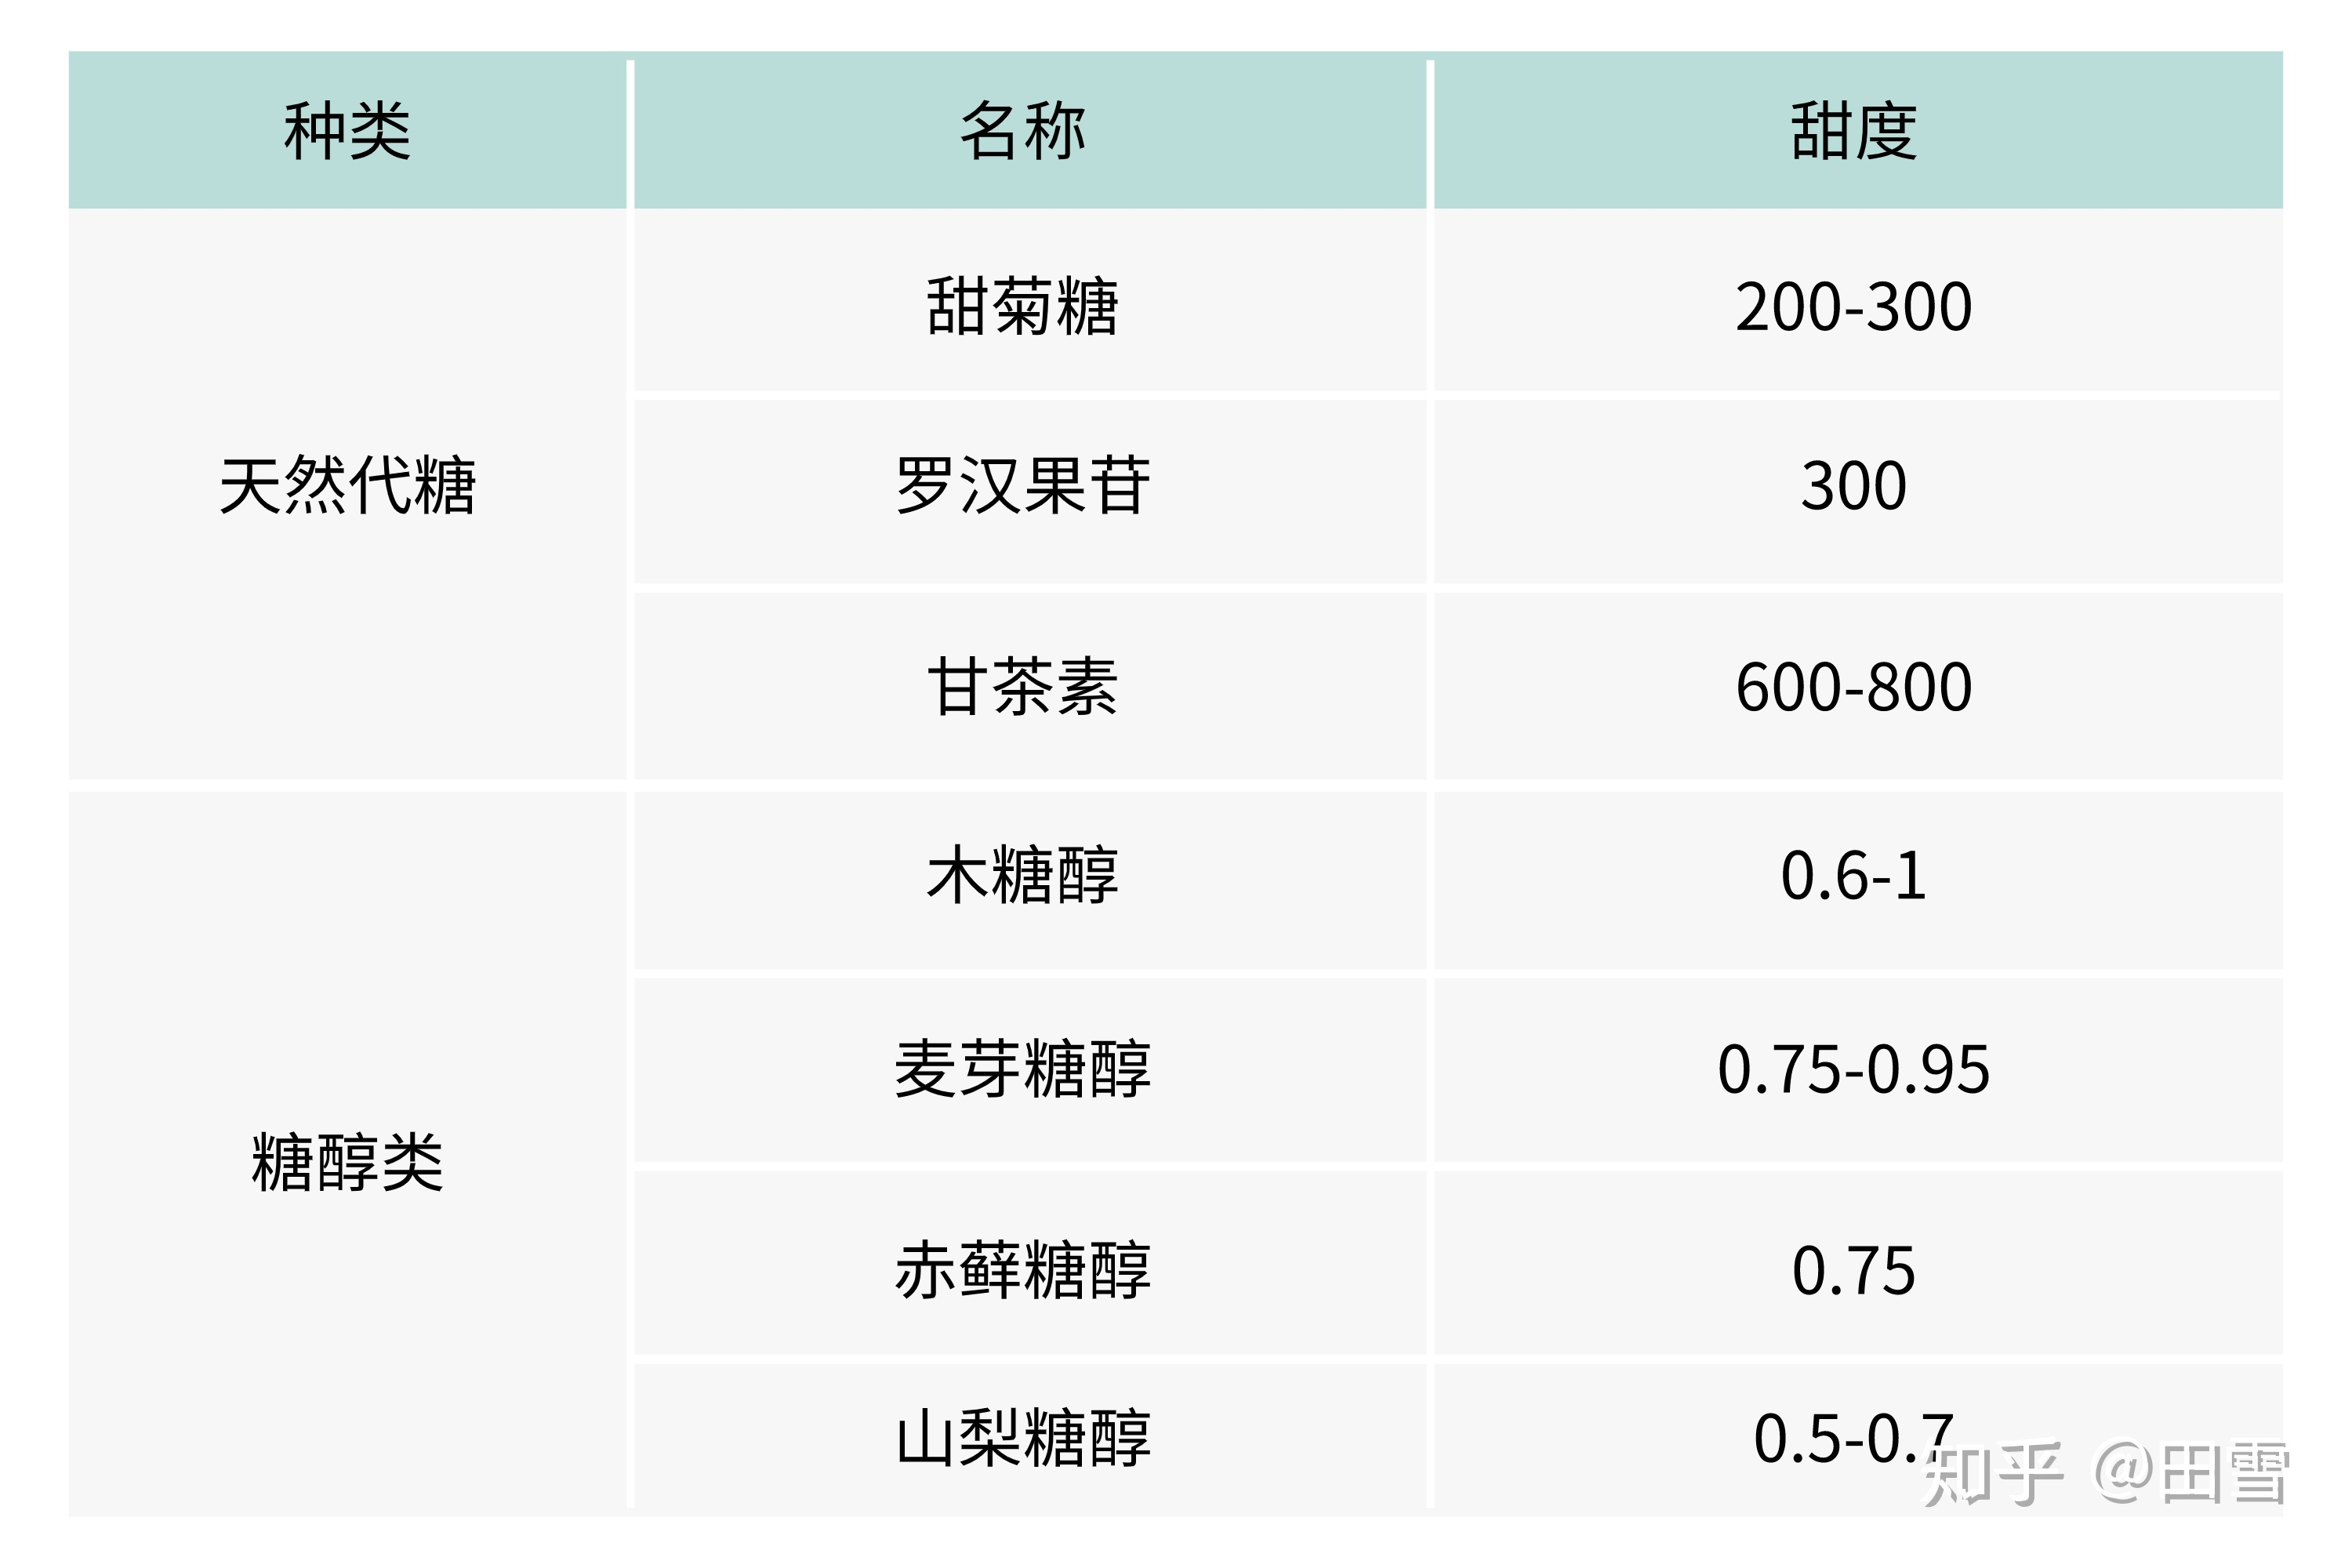 种类 名称 甜度
甜菊糖 200-300
天然代糖 罗汉果苷 300
甘茶素 600-800
木糖醇 0.6-1
麦芽糖醇 0.75-0.95
糖醇类
赤藓糖醇 0.75
山梨糖醇 0.5-0.7
知乎 @田雪